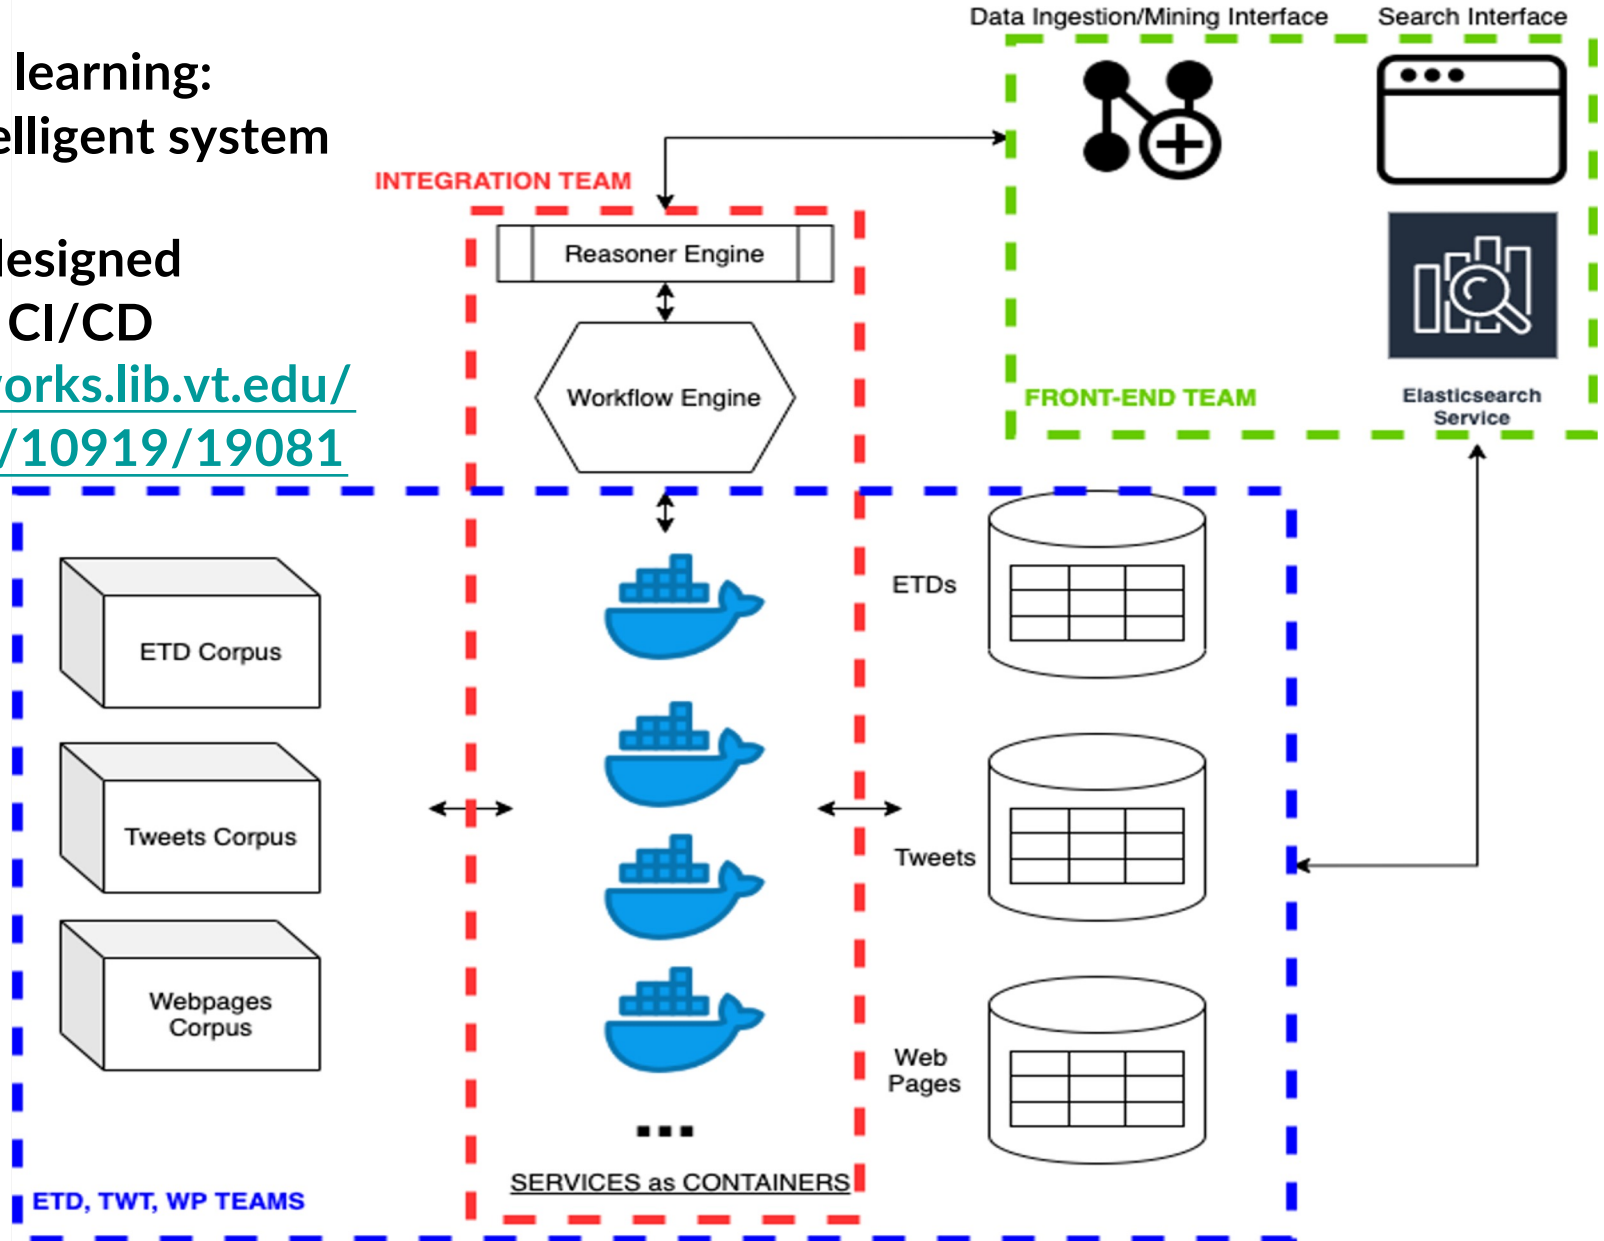 learning:
elligent system
designed
CI/CD
works.lib.vt.edu/
/10919/19081
Data Ingestion/Mining Interface
Search Interface
INTEGRATION TEAM
Reasoner Engine
Workflow Engine
FRONT-END TEAM
Elasticsearch
Service
ETD Corpus
Tweets Corpus
Webpages
Corpus
ETDs
Tweets
Web
Pages
...
SERVICES as CONTAINERS
ETD, TWT, WP TEAMS